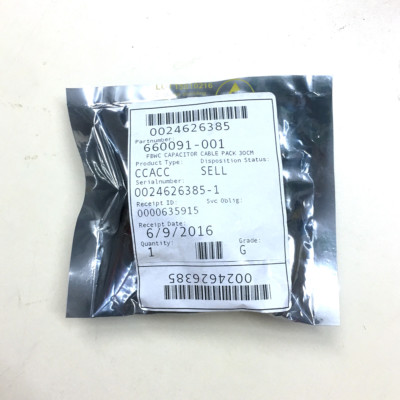 0024626385
Partnumber:
660091-001
FBWC CAPACITOR CABLE PACK 30CM
Product Type: Disposition Status:
CCACC SELL
Serialnumber:
0024626385-1
Receipt ID: Svc Oblig:
0000635915
Receipt Date:
6/9/2016
Quantity: Grade:
1 G
0024626385